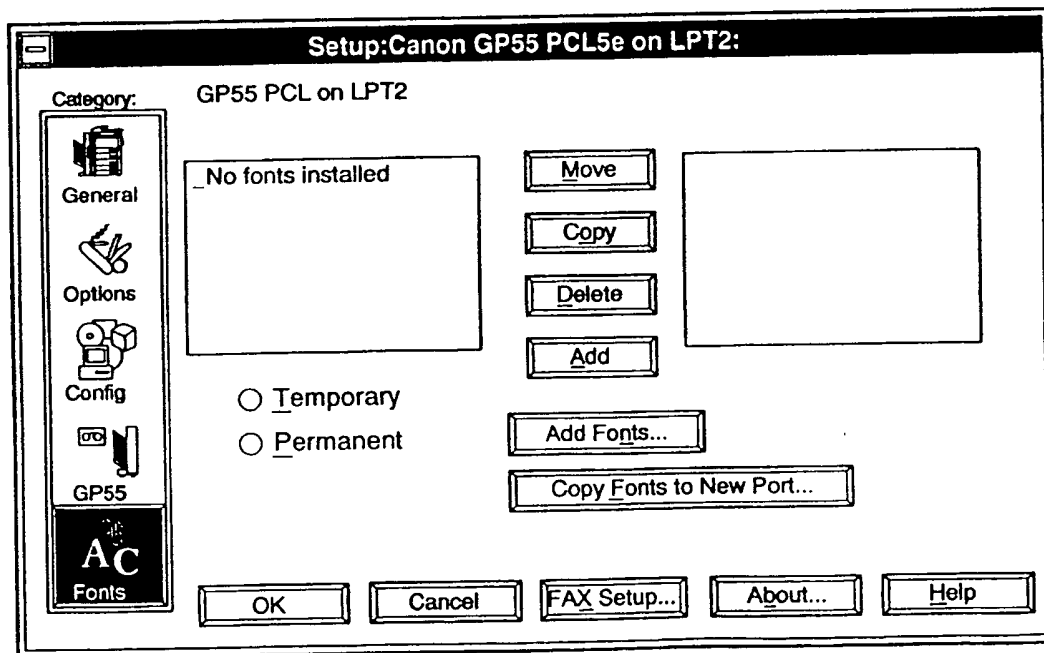 Setup:Canon GP55 PCL5e on LPT2:
Category:
GP55 PCL on LPT2
General
Options
Config
GP55
AC
Fonts
_No fonts installed
Move
Copy
Delete
Add
Temporary
Permanent
Add Fonts...
Copy Fonts to New Port...
OK
Cancel
FAX Setup...
About...
Help